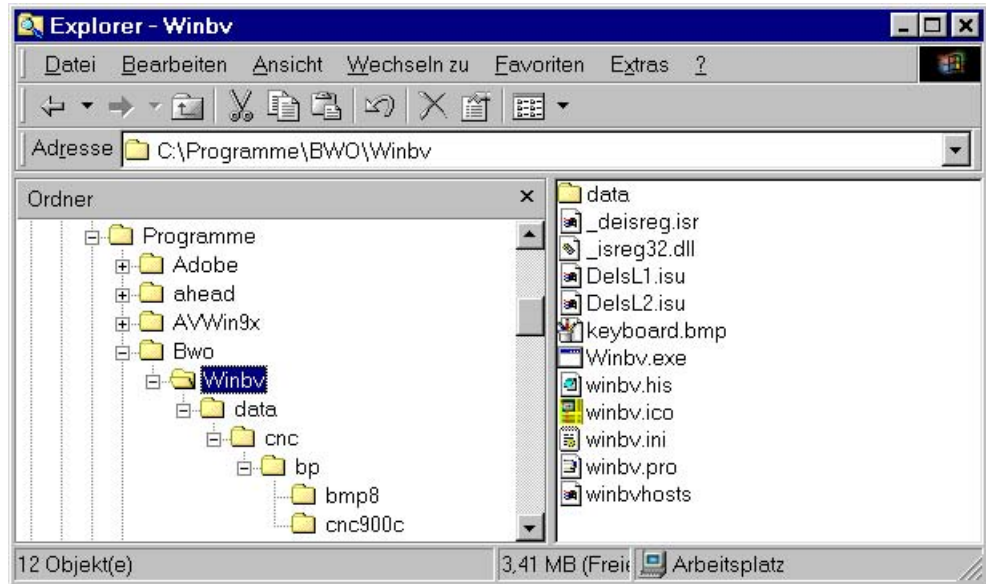 Explorer - Winbv
Datei Bearbeiten Ansicht Wechseln zu Favoriten Extras ?
Adresse C:\Programme\BWO\Winbv
Ordner
Programme
Adobe
ahead
AVWin9x
Bwo
Winbv
data
cnc
bp
bmp8
cnc900c
data
_deisreg.isr
_isreg32.dll
DelsL1.isu
DelsL2.isu
keyboard.bmp
Winbv.exe
winbv.his
winbv.ico
winbv.ini
winbv.pro
winbvhosts
12 Objekt(e) 3,41 MB (Freie Arbeitsplatz